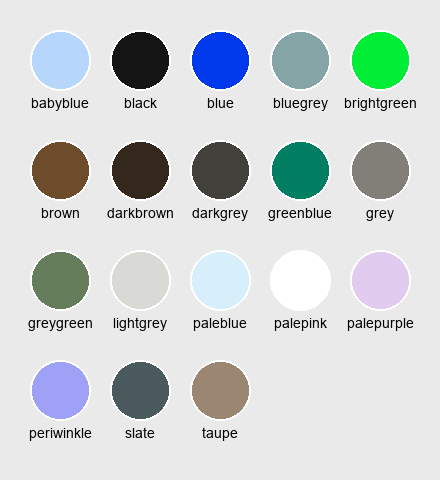 babyblue black blue bluegrey brightgreen
brown darkbrown darkgrey greenblue grey
greygreen lightgrey paleblue palepink palepurple
periwinkle slate taupe